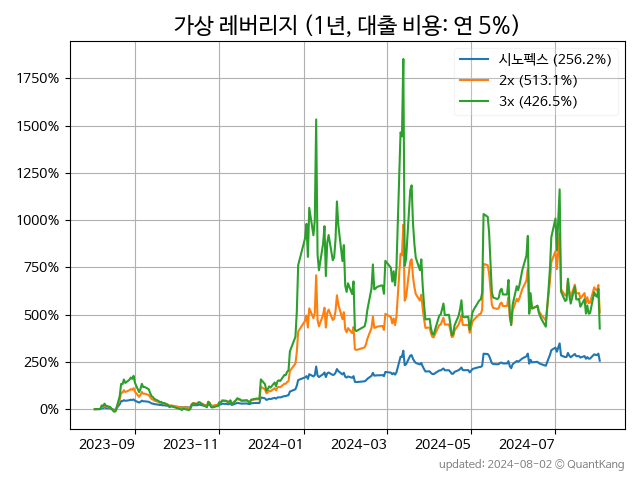 가상 레버리지 (1년, 대출 비용: 연 5%)
시노펙스 (256.2%)
2x (513.1%)
3x (426.5%)
1750%
1500%
1250%
1000%
750%
500%
250%
0%
2023-09 2023-11 2024-01 2024-03 2024-05 2024-07
updated: 2024-08-02 © QuantKang